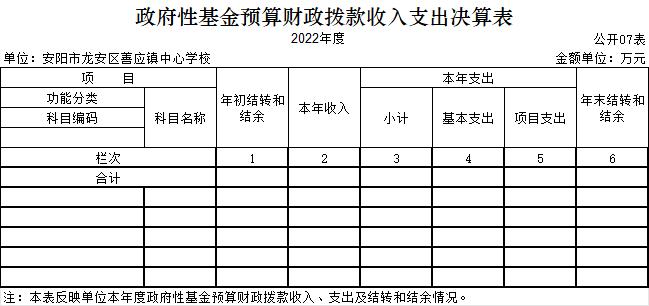 政府性基金预算财政拨款收入支出决算表
2022年度
公开07表
单位：安阳市龙安区善应镇中心学校
金额单位：万元
项 目
本年支出
功能分类
科目编码
科目名称
年初结转和
结余
本年收入
小计
基本支出
项目支出
年末结转和
结余
栏次 1 2 3 4 5 6
合计
注：本表反映单位本年度政府性基金预算财政拨款收入、支出及结转和结余情况。